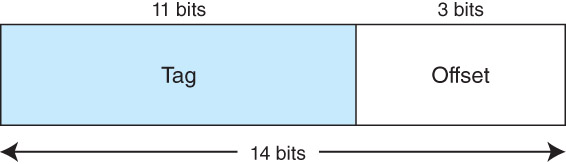 11 bits 3 bits
Tag Offset
14 bits